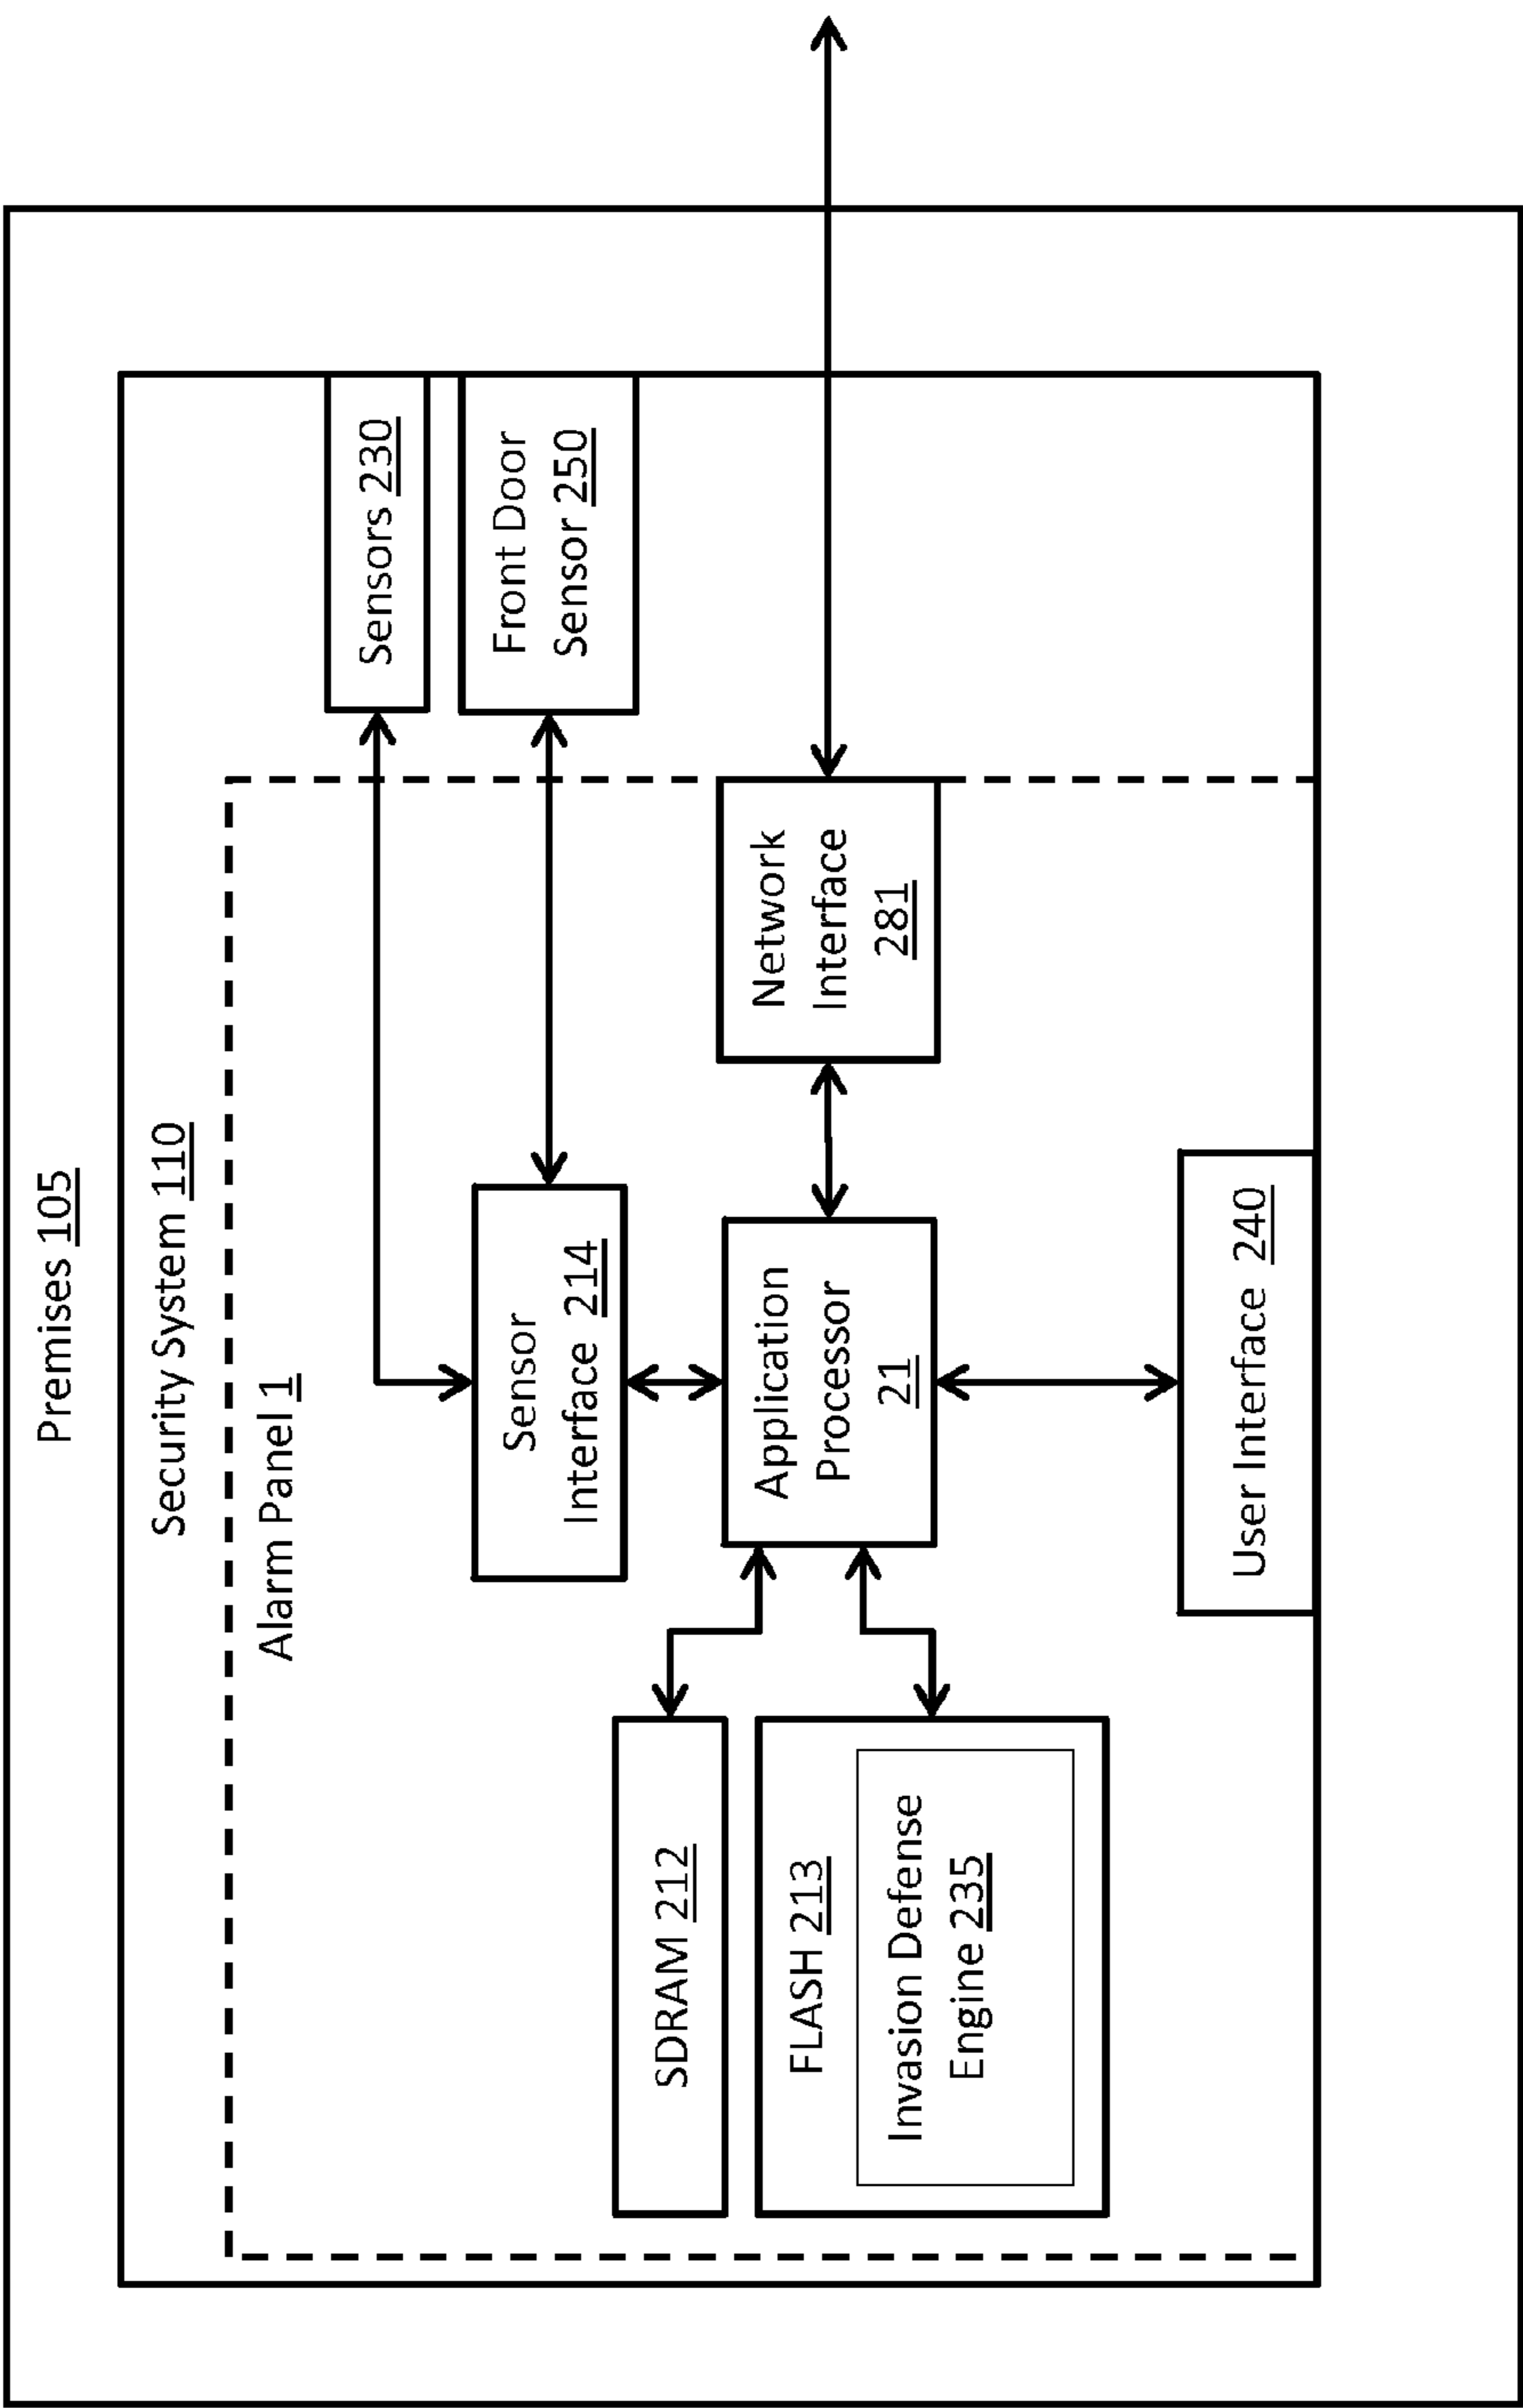 Premises 105
Security System 110
Alarm Panel 1
Sensors 230
Front Door
Sensor 250
Sensor
Interface 214
SDRAM 212
FLASH 213
Invasion Defense
Engine 235
Application
Processor
21
Network
Interface
281
User Interface 240